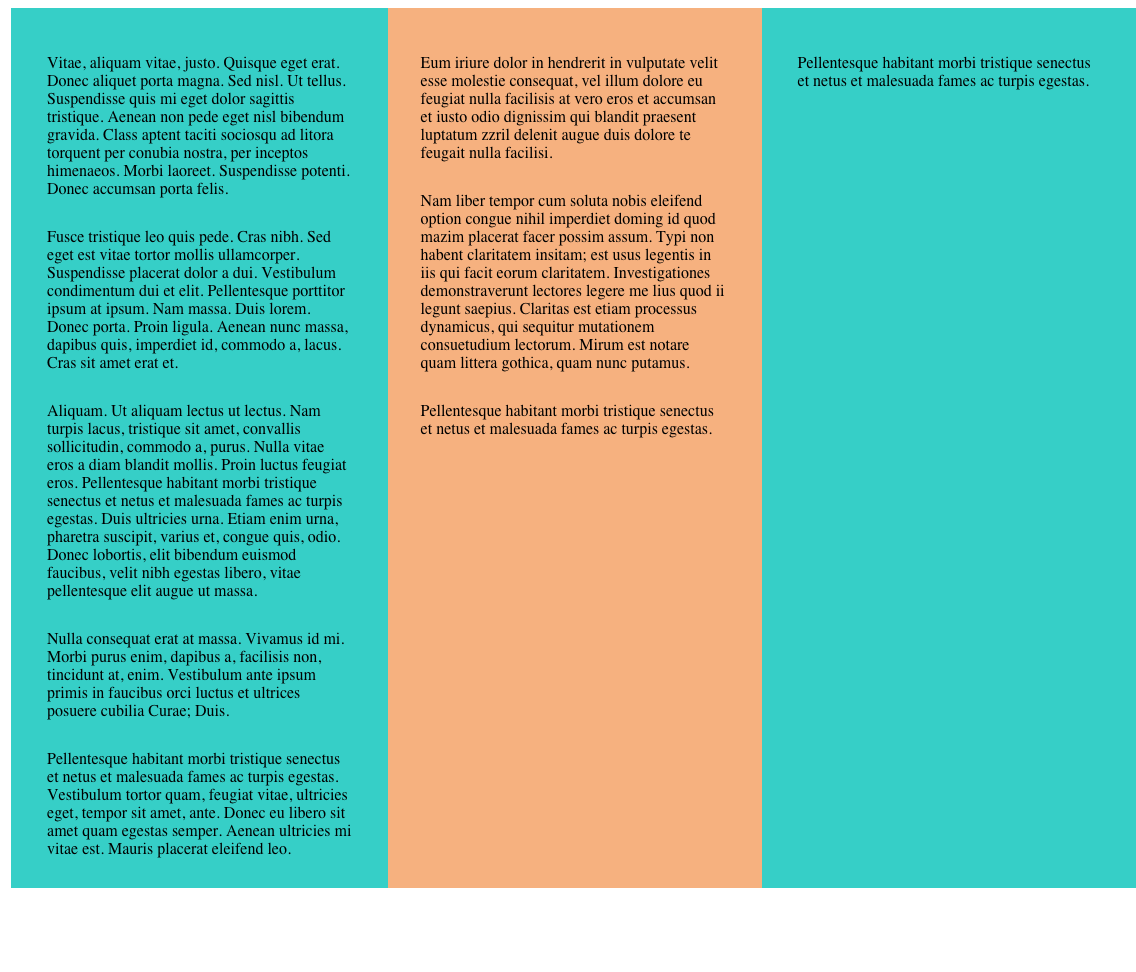 Vitae, aliquam vitae, justo. Quisque eget erat.
Donec aliquet porta magna. Sed nisl. Ut tellus.
Suspendisse quis mi eget dolor sagittis
tristique. Aenean non pede eget nisl bibendum
gravida. Class aptent taciti sociosqu ad litora
torquent per conubia nostra, per inceptos
himenaeos. Morbi laoreet. Suspendisse potenti.
Donec accumsan porta felis.
Fusce tristique leo quis pede. Cras nibh. Sed
eget est vitae tortor mollis ullamcorper.
Suspendisse placerat dolor a dui. Vestibulum
condimentum dui et elit. Pellentesque porttitor
ipsum at ipsum. Nam massa. Duis lorem.
Donec porta. Proin ligula. Aenean nunc massa,
dapibus quis, imperdiet id, commodo a, lacus.
Cras sit amet erat et.
Aliquam. Ut aliquam lectus ut lectus. Nam
turpis lacus, tristique sit amet, convallis
sollicitudin, commodo a, purus. Nulla vitae
eros a diam blandit mollis. Proin luctus feugiat
eros. Pellentesque habitant morbi tristique
senectus et netus et malesuada fames ac turpis
egestas. Duis ultricies urna. Etiam enim urna,
pharetra suscipit, varius et, congue quis, odio.
Donec lobortis, elit bibendum euismod
faucibus, velit nibh egestas libero, vitae
pellentesque elit augue ut massa.
Nulla consequat erat at massa. Vivamus id mi.
Morbi purus enim, dapibus a, facilisis non,
tincidunt at, enim. Vestibulum ante ipsum
primis in faucibus orci luctus et ultrices
posuere cubilia Curae; Duis.
Pellentesque habitant morbi tristique senectus
et netus et malesuada fames ac turpis egestas.
Vestibulum tortor quam, feugiat vitae, ultricies
eget, tempor sit amet, ante. Donec eu libero sit
amet quam egestas semper. Aenean ultricies mi
vitae est. Mauris placerat eleifend leo.
Eum iriure dolor in hendrerit in vulputate velit
esse molestie consequat, vel illum dolore eu
feugiat nulla facilisis at vero eros et accumsan
et iusto odio dignissim qui blandit praesent
luptatum zzril delenit augue duis dolore te
feugait nulla facilisi.
Nam liber tempor cum soluta nobis eleifend
option congue nihil imperdiet doming id quod
mazim placerat facer possim assum. Typi non
habent claritatem insitam; est usus legentis in
iis qui facit eorum claritatem. Investigationes
demonstraverunt lectores legere me lius quod ii
legunt saepius. Claritas est etiam processus
dynamicus, qui sequitur mutationem
consuetudium lectorum. Mirum est notare
quam littera gothica, quam nunc putamus.
Pellentesque habitant morbi tristique senectus
et netus et malesuada fames ac turpis egestas.
Pellentesque habitant morbi tristique senectus
et netus et malesuada fames ac turpis egestas.